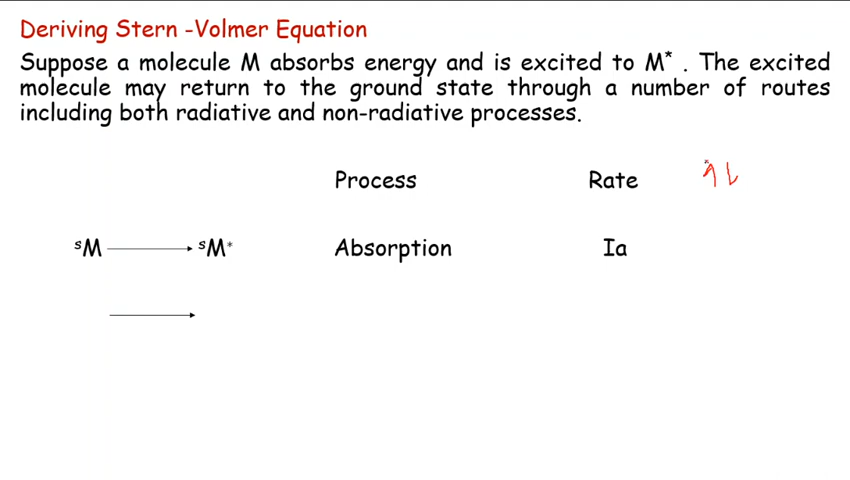 Deriving Stern -Volmer Equation
Suppose a molecule M absorbs energy and is excited to M* . The excited
molecule may return to the ground state through a number of routes
including both radiative and non-radiative processes.
Process Rate
ˢM ˢM* Absorption Ia